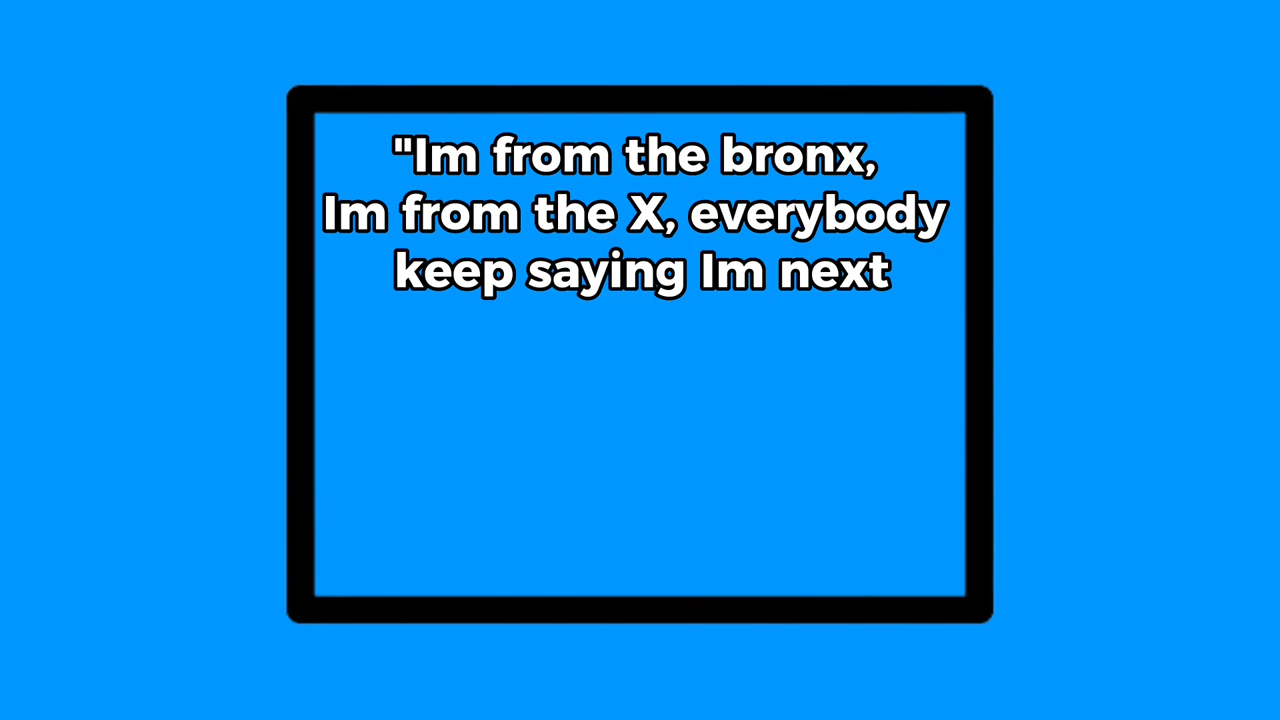 "Im from the bronx,
Im from the X, everybody
keep saying Im next